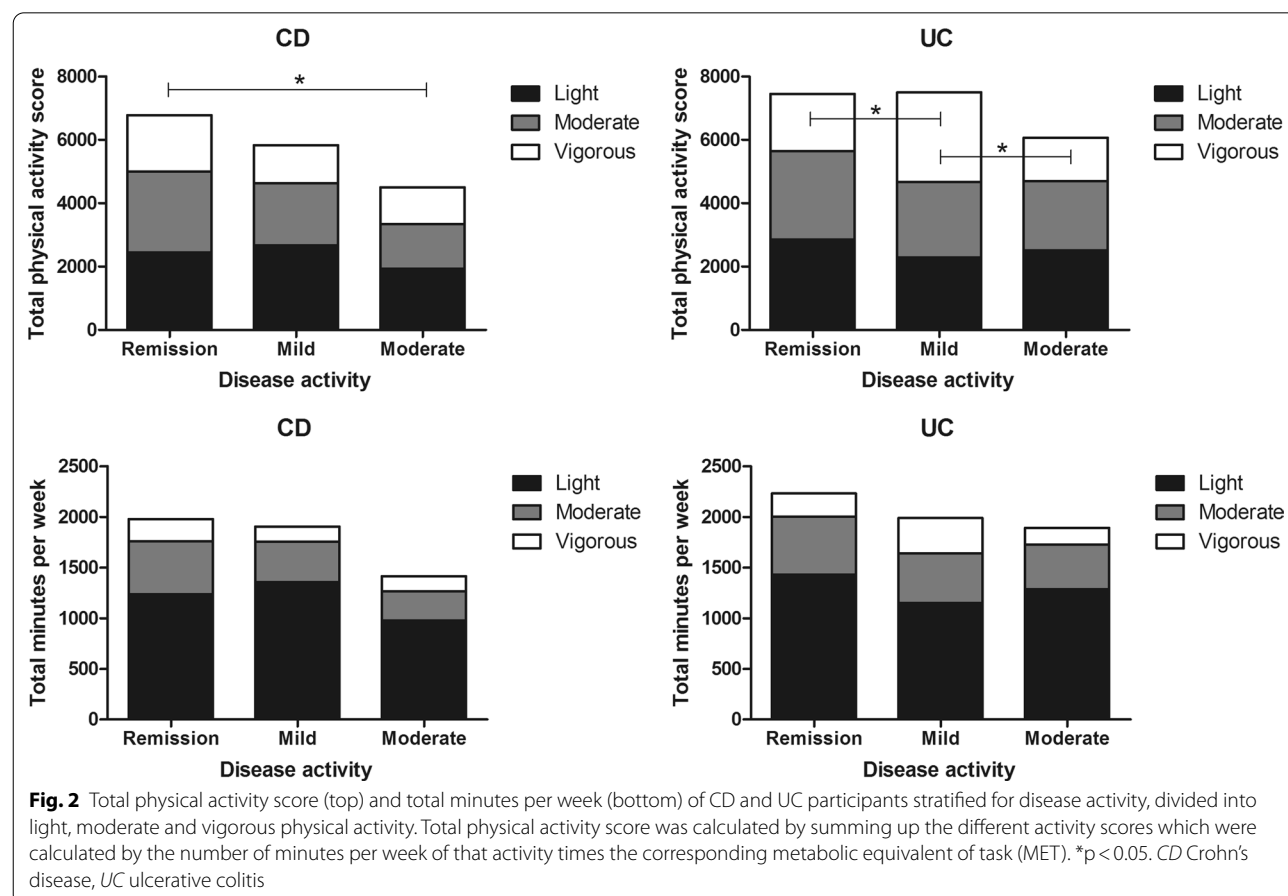 CD
Total physical activity score
8000
6000
4000
2000
0
*
Light
Moderate
Vigorous
Remission Mild Moderate
Disease activity
UC
Total physical activity score
8000
6000
4000
2000
0
*
*
Light
Moderate
Vigorous
Remission Mild Moderate
Disease activity
CD
Total minutes per week
2500
2000
1500
1000
500
0
Light
Moderate
Vigorous
Remission Mild Moderate
Disease activity
UC
Total minutes per week
2500
2000
1500
1000
500
0
Light
Moderate
Vigorous
Remission Mild Moderate
Disease activity
Fig. 2 Total physical activity score (top) and total minutes per week (bottom) of CD and UC participants stratified for disease activity, divided into
light, moderate and vigorous physical activity. Total physical activity score was calculated by summing up the different activity scores which were
calculated by the number of minutes per week of that activity times the corresponding metabolic equivalent of task (MET). *p < 0.05. CD Crohn's
disease, UC ulcerative colitis